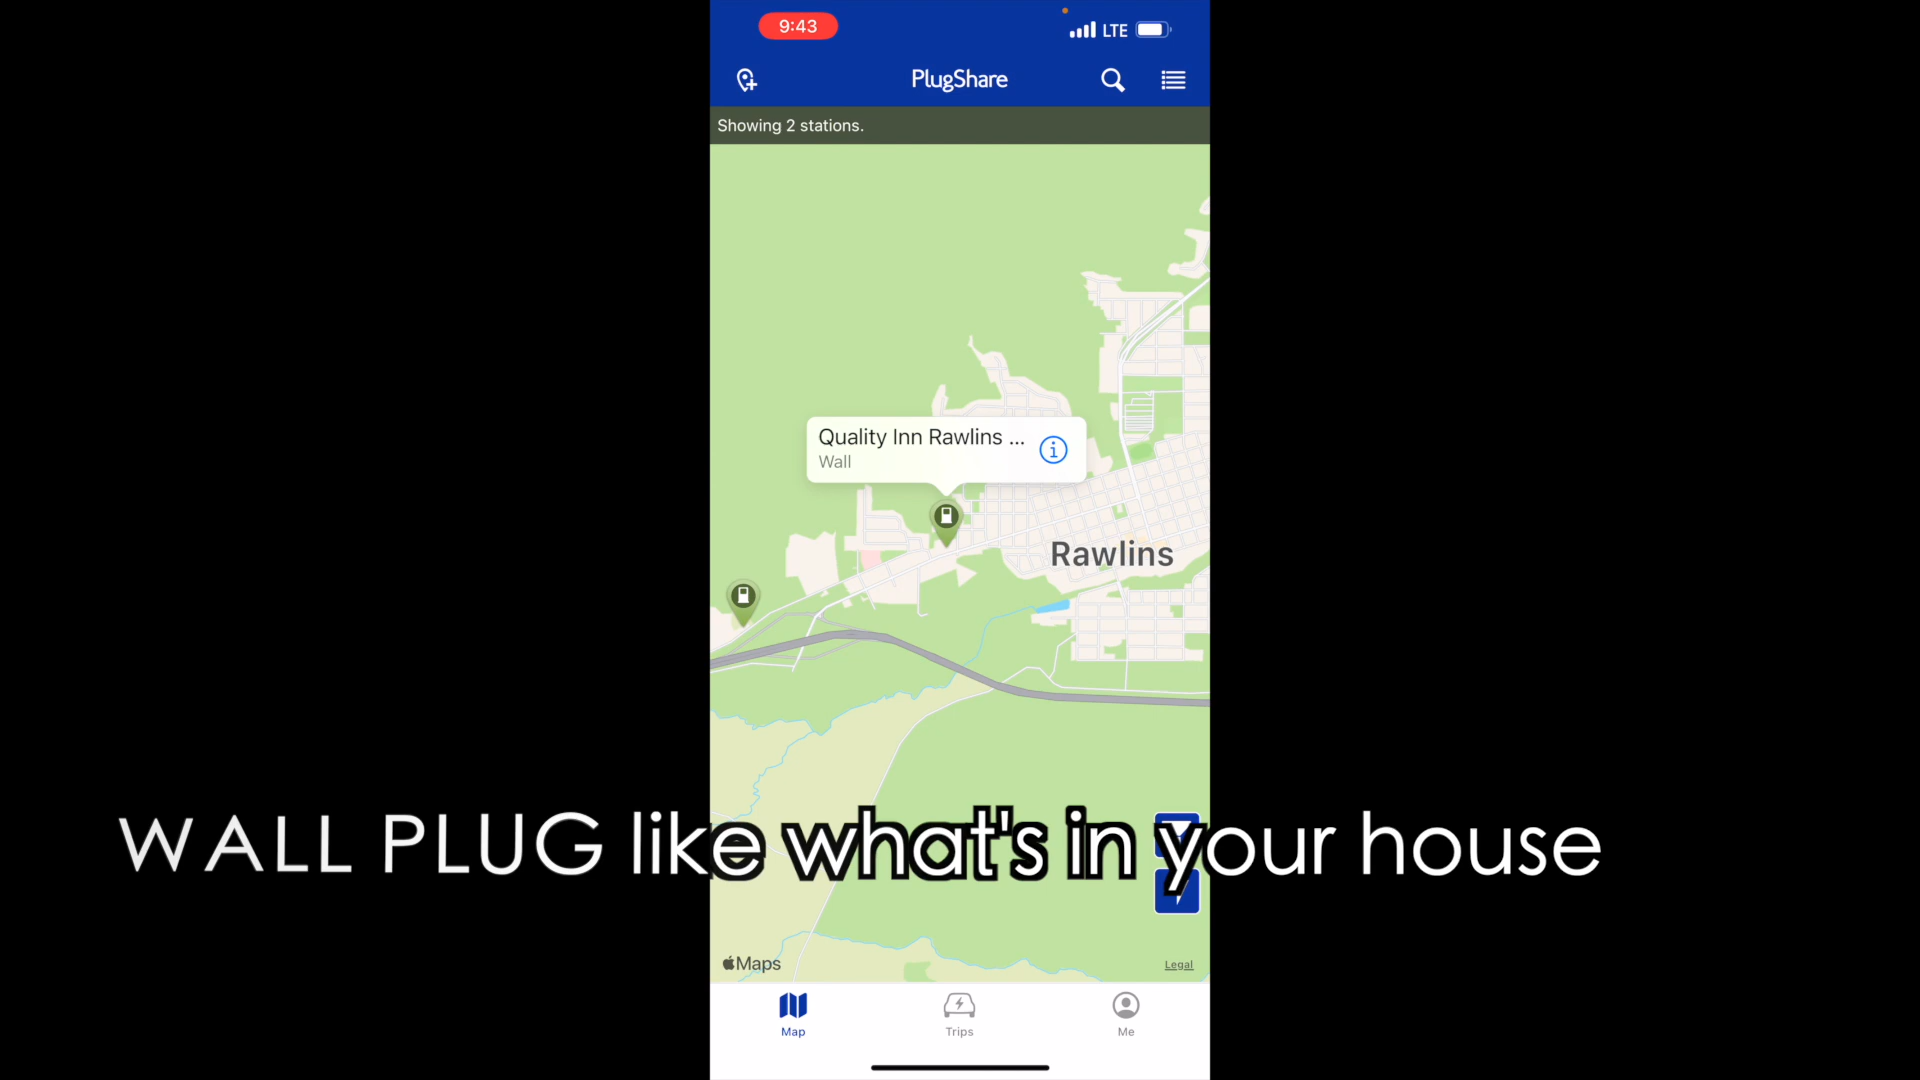 9:43
LTE
PlugShare
Showing 2 stations.
Quality Inn Rawlins ...
Wall
Rawlins
WALL PLUG like what's in your house
Maps
Legal
Map
Trips
Me